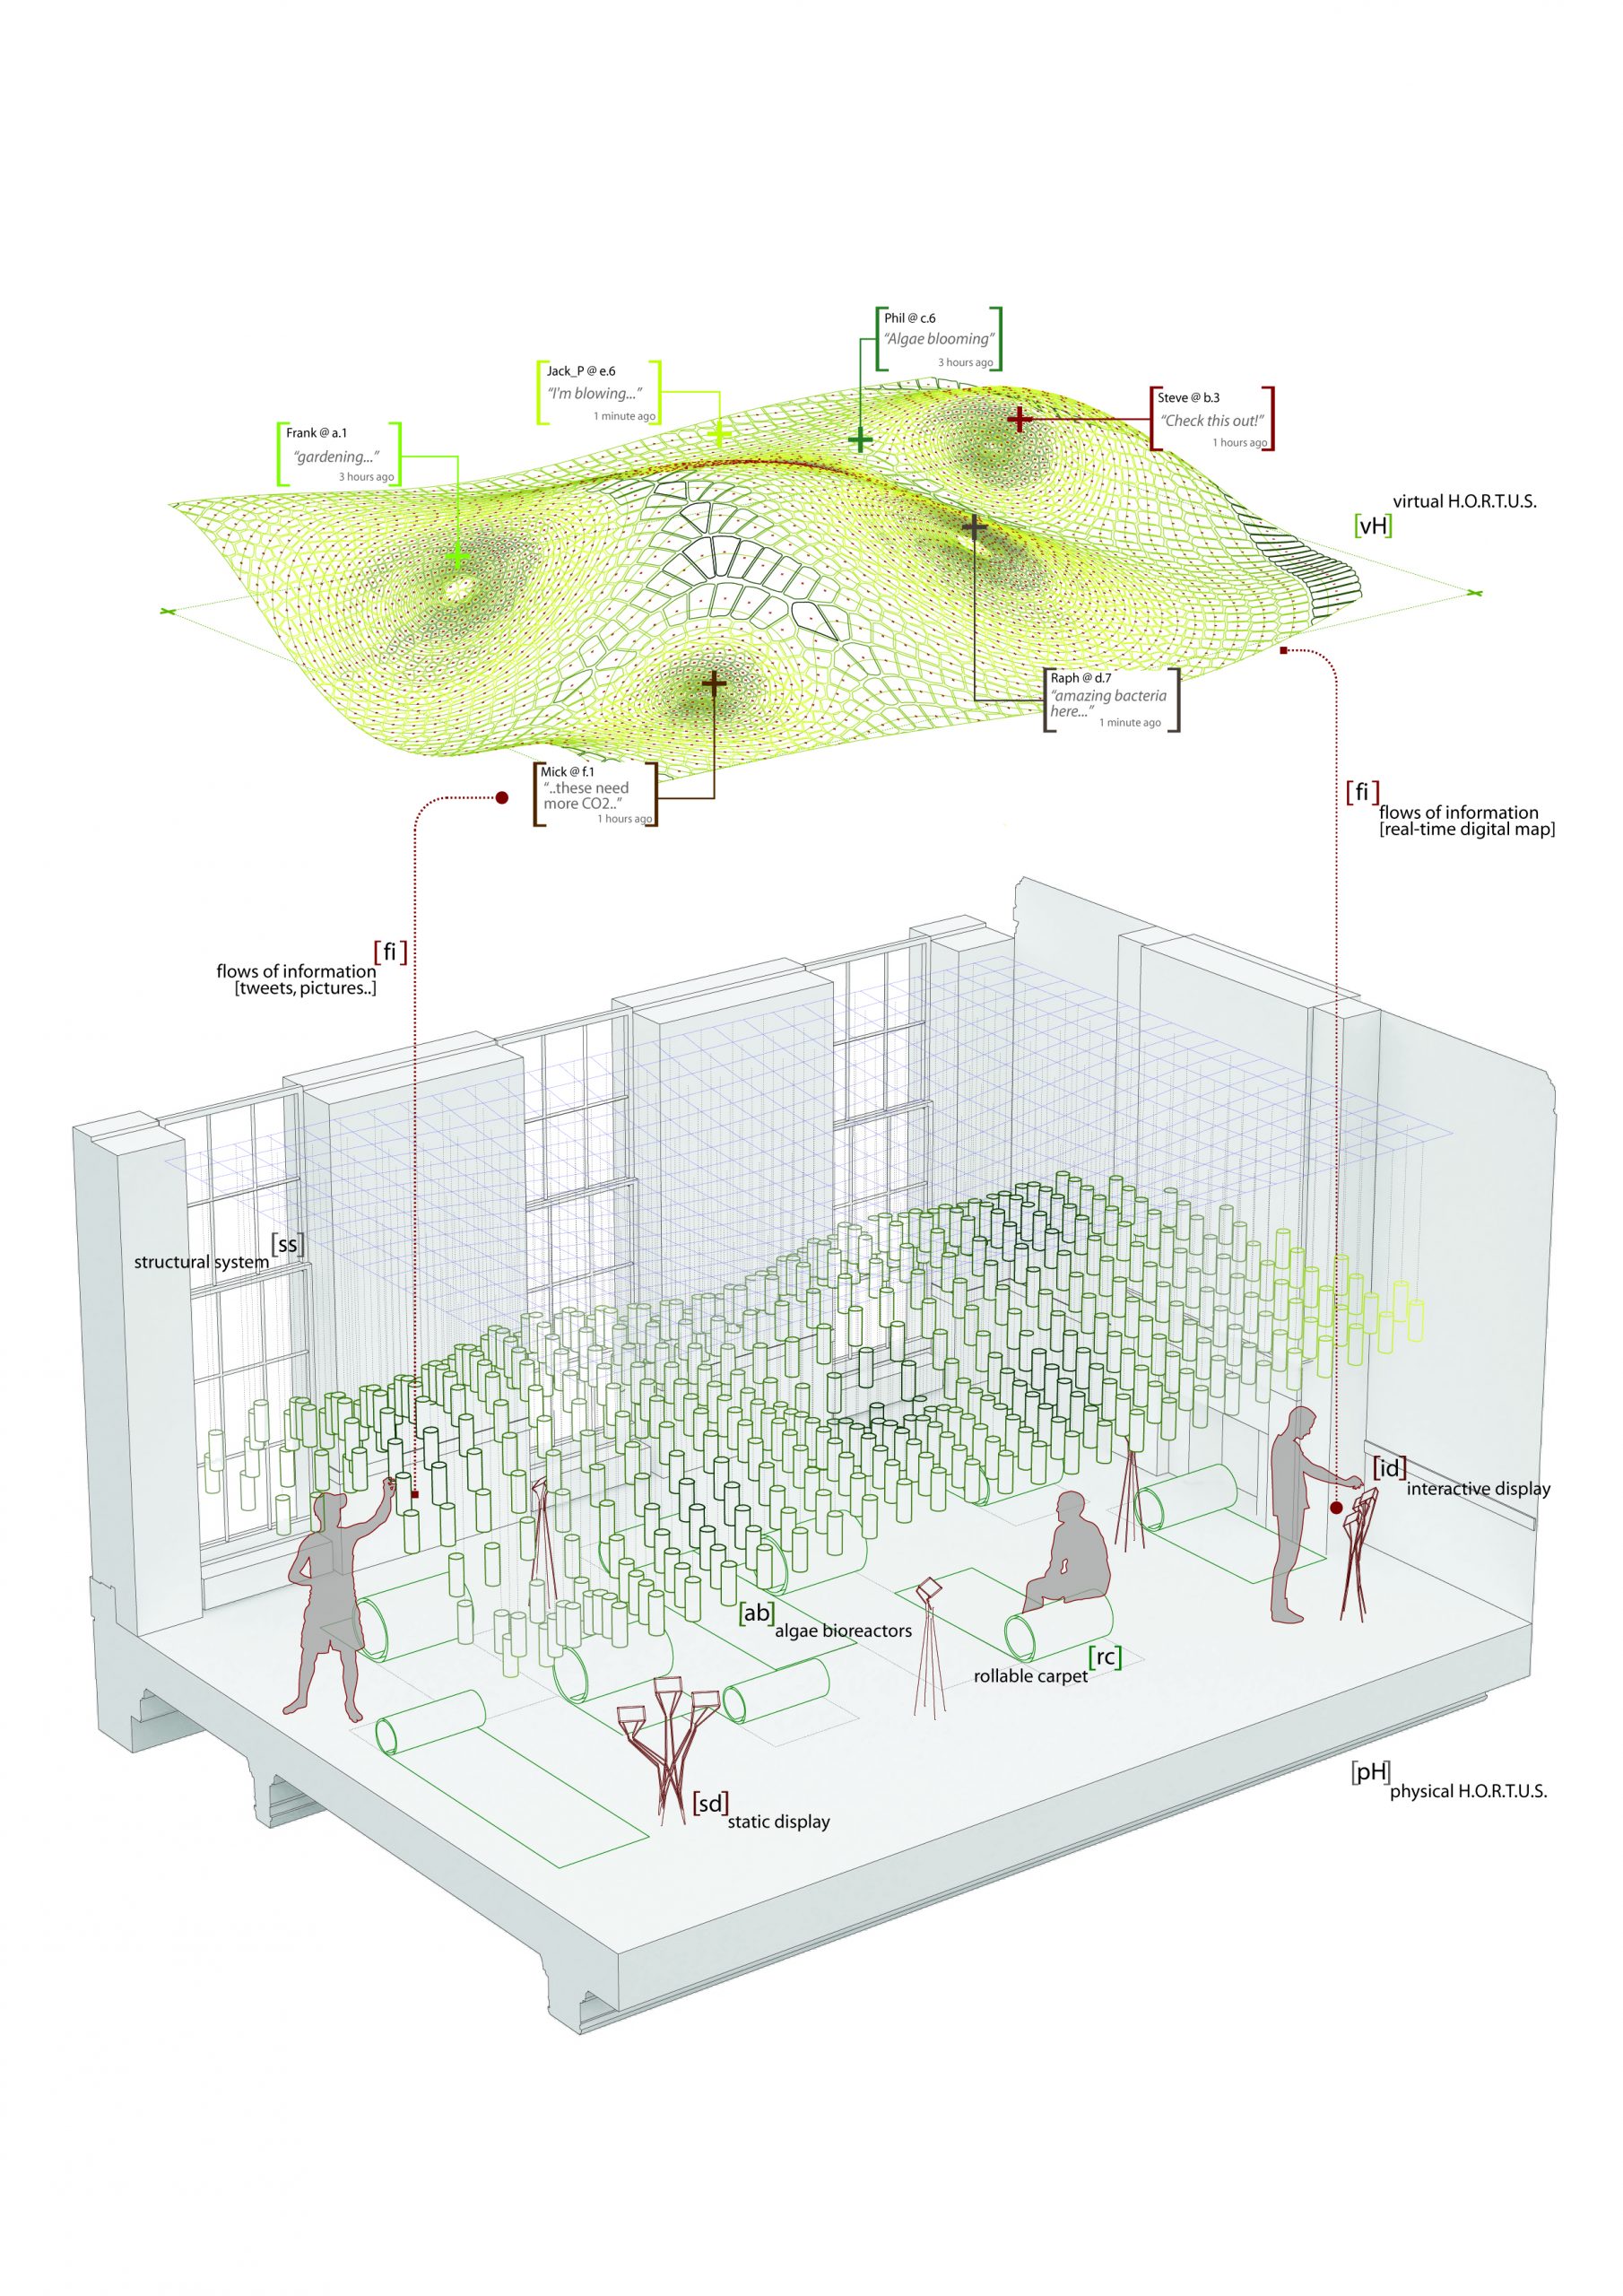 Phil @ c.6
“Algae blooming“
3 hours ago
Jack_P @ e.6
“I'm blowing...”
1 minute ago
Steve @ b.3
“Check this out!”
1 hours ago
Frank @ a.1
“gardening...”
3 hours ago
virtual H.O.R.T.U.S.
[vH]
Raph @ d.7
“amazing bacteria
here...”
1 minute ago
Mick @ f.1
“..these need
more CO2..”
1 hours ago
[fi]
flows of information
[real-time digital map]
[fi]
flows of information
[tweets, pictures..]
[ss]
structural system
[id]
interactive display
[ab]
algae bioreactors
[rc]
rollable carpet
[pH]
physical H.O.R.T.U.S.
[sd]
static display